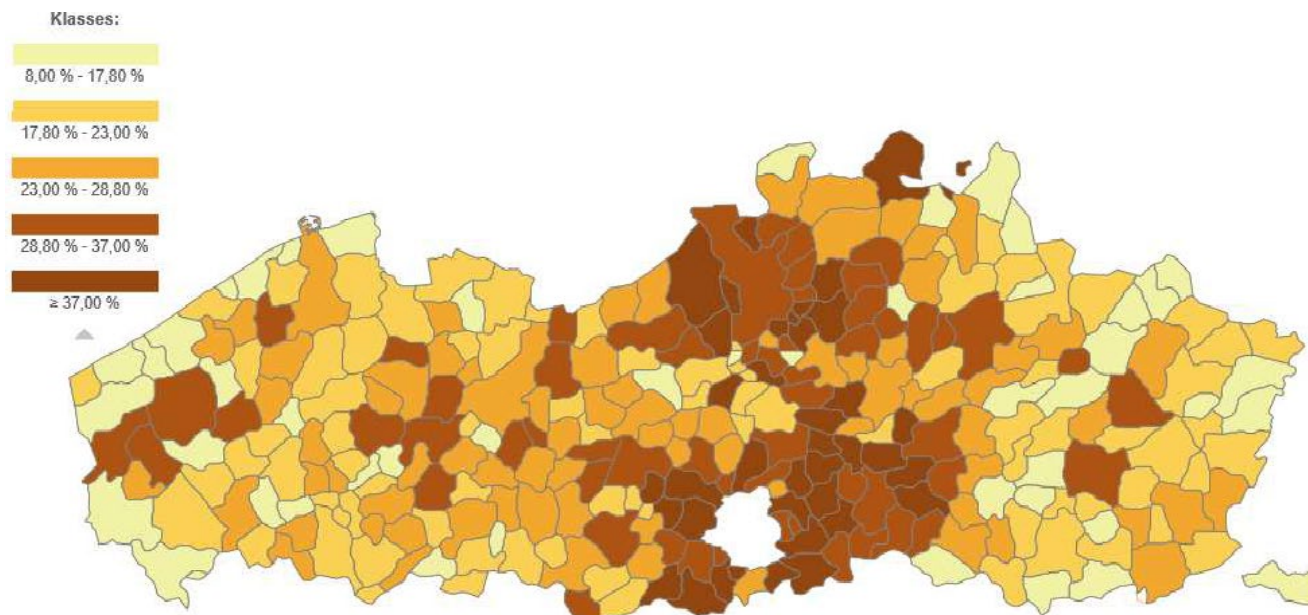 Klasses:
8,00 % - 17,80 %
17,80 % - 23,00 %
23,00 % - 28,80 %
28,80 % - 37,00 %
≥ 37,00 %